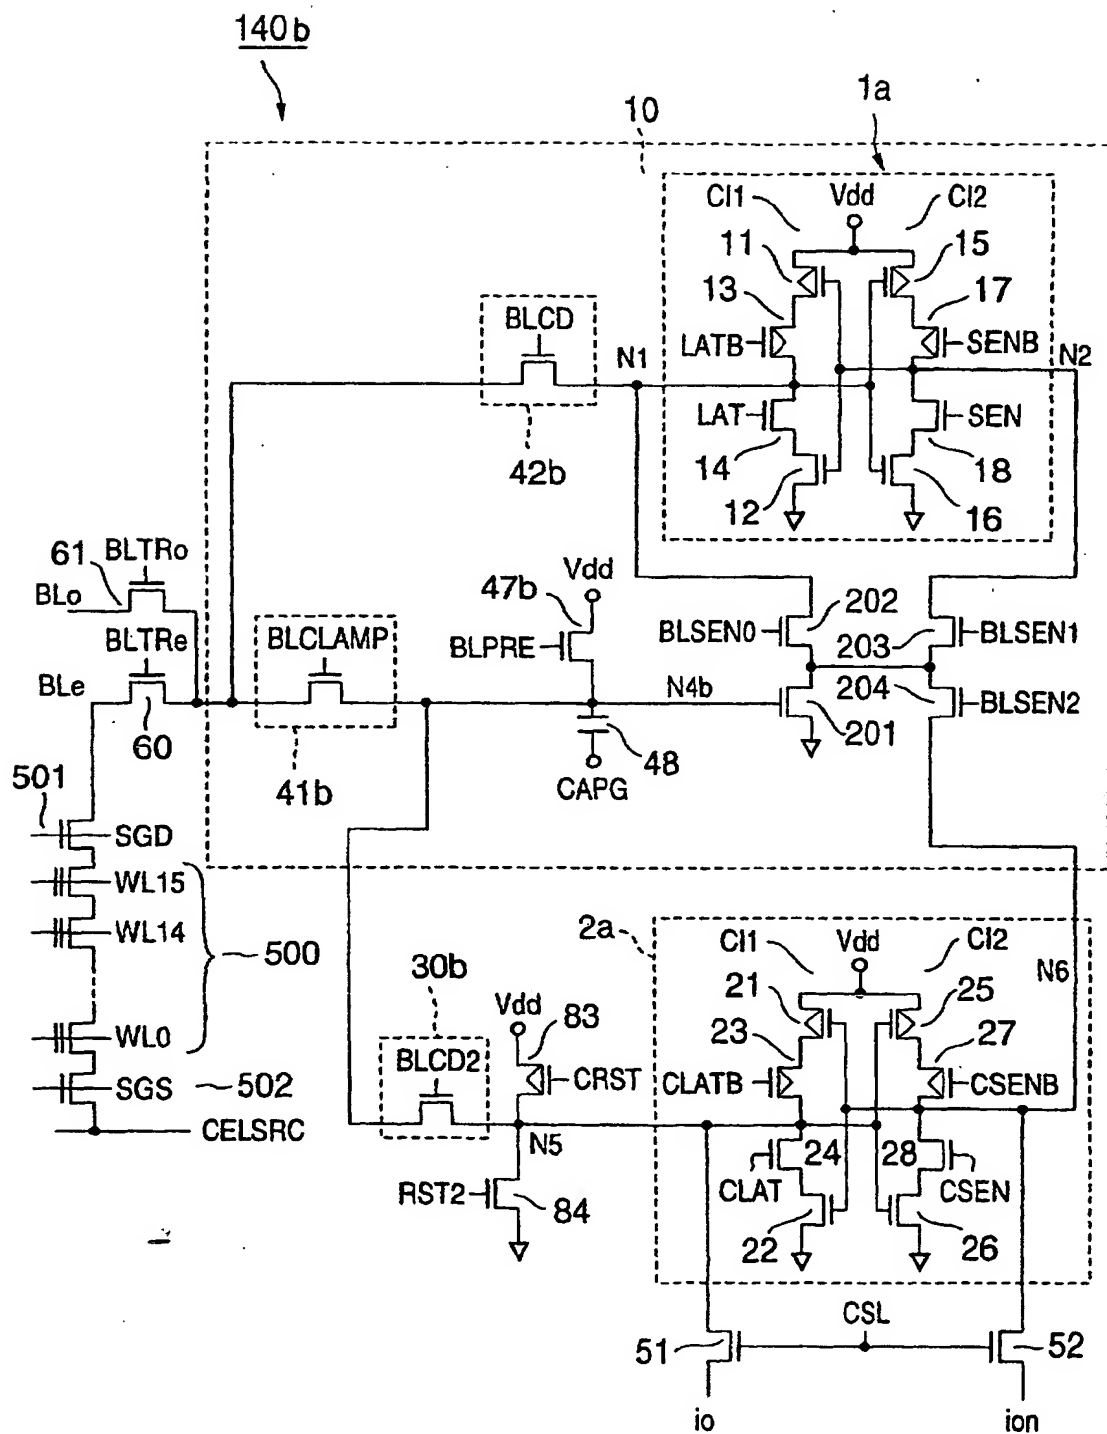 140b
10
1a
CI1
Vdd
CI2
11
15
13
17
BLCD
LATB
SENB
N1
N2
LAT
SEN
42b
14
18
12
16
61
BLTRo
BLo
Vdd
47b
202
BLSEN0
BLSEN1
203
BLTRe
BLCLAMP
BLPRE
BLe
N4b
204
BLSEN2
60
201
48
41b
CAPG
501
SGD
WL15
WL14
500
WL0
SGS
502
CELSRC
2a
CI1
Vdd
CI2
N6
30b
21
25
Vdd
83
23
27
BLCD2
CRST
CLATB
CSENB
N5
24
28
CLAT
CSEN
RST2
84
22
26
CSL
51
52
io
ion